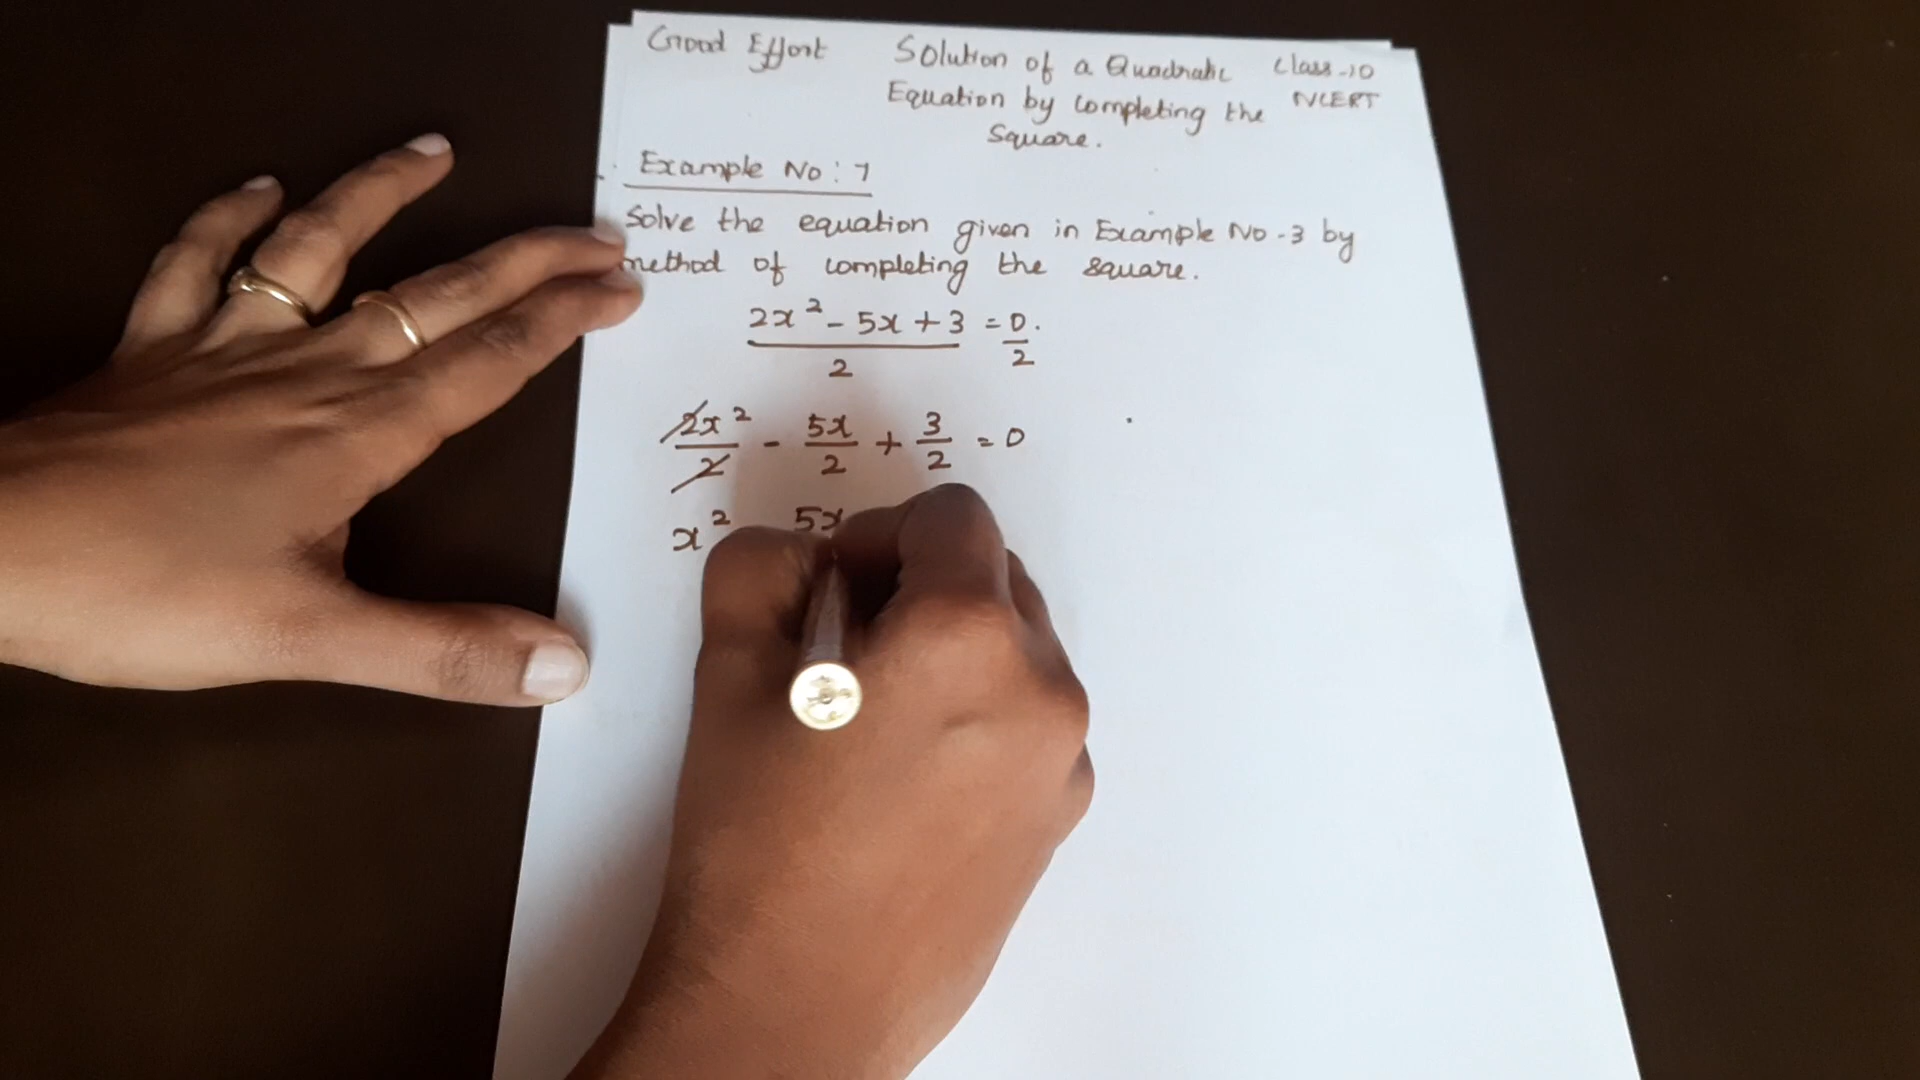 Good Effort Solution of a Quadratic Class-10
Equation by Completing the NCERT
Square.
Example No: 7
Solve the equation given in Example No-3 by
method of completing the square.
2x² - 5x + 3 = 0.
2 2
2x² - 5x + 3 = 0
2 2 2
x² 5x